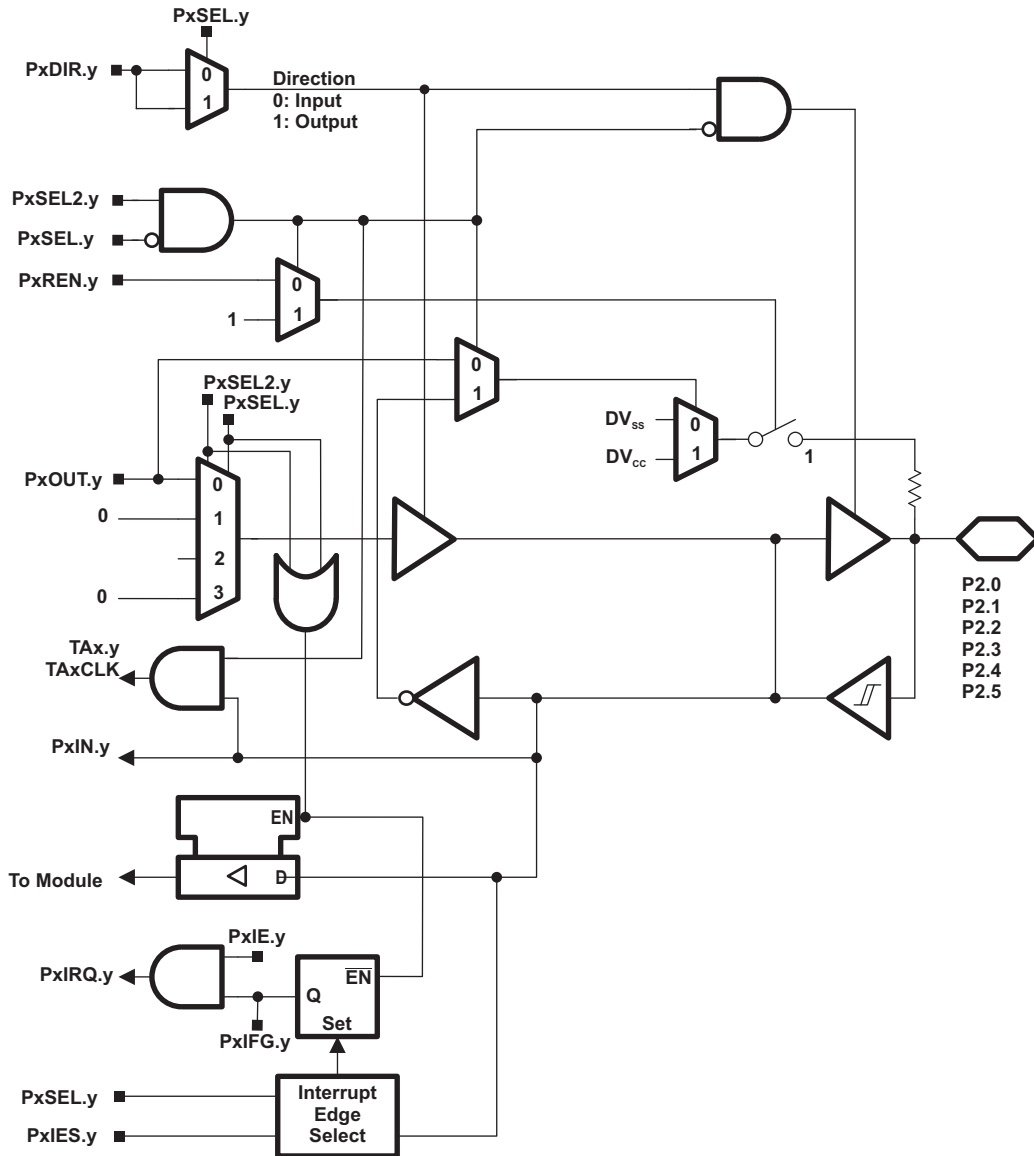 PxSEL.y
PxDIR.y
0
1
Direction
0: Input
1: Output
PxSEL2.y
PxSEL.y
PxREN.y
0
1
1
0
1
PxSEL2.y
PxSEL.y
DVSS
0
DVCC
1
1
PxOUT.y
0
0
1
2
0
3
P2.0
P2.1
P2.2
P2.3
P2.4
P2.5
TAx.y
TAxCLK
PxIN.y
EN
To Module
D
PxIE.y
PxIRQ.y
EN
Q
Set
PxIFG.y
PxSEL.y
PxIES.y
Interrupt
Edge
Select